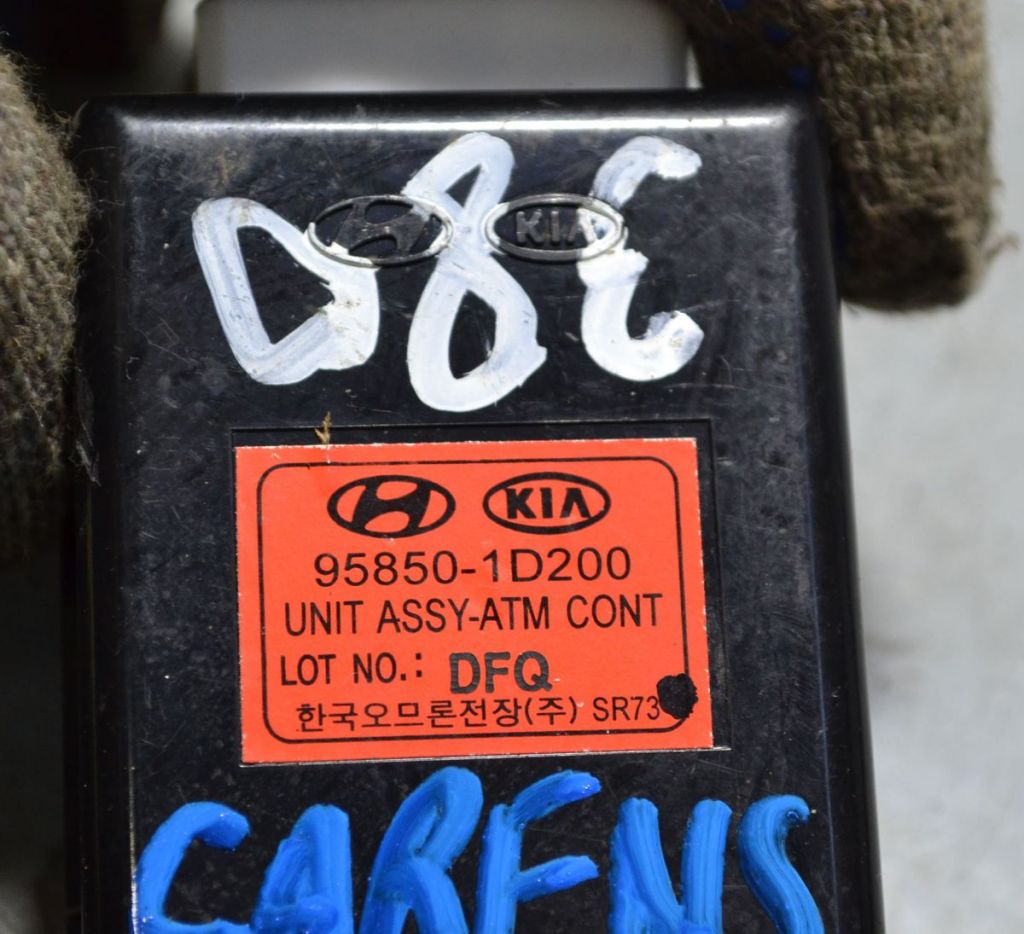 D8E
KIA
KIA
95850-1D200
UNIT ASSY-ATM CONT
LOT NO.: DFQ
한국오므론전장(주) SR73
CARENS